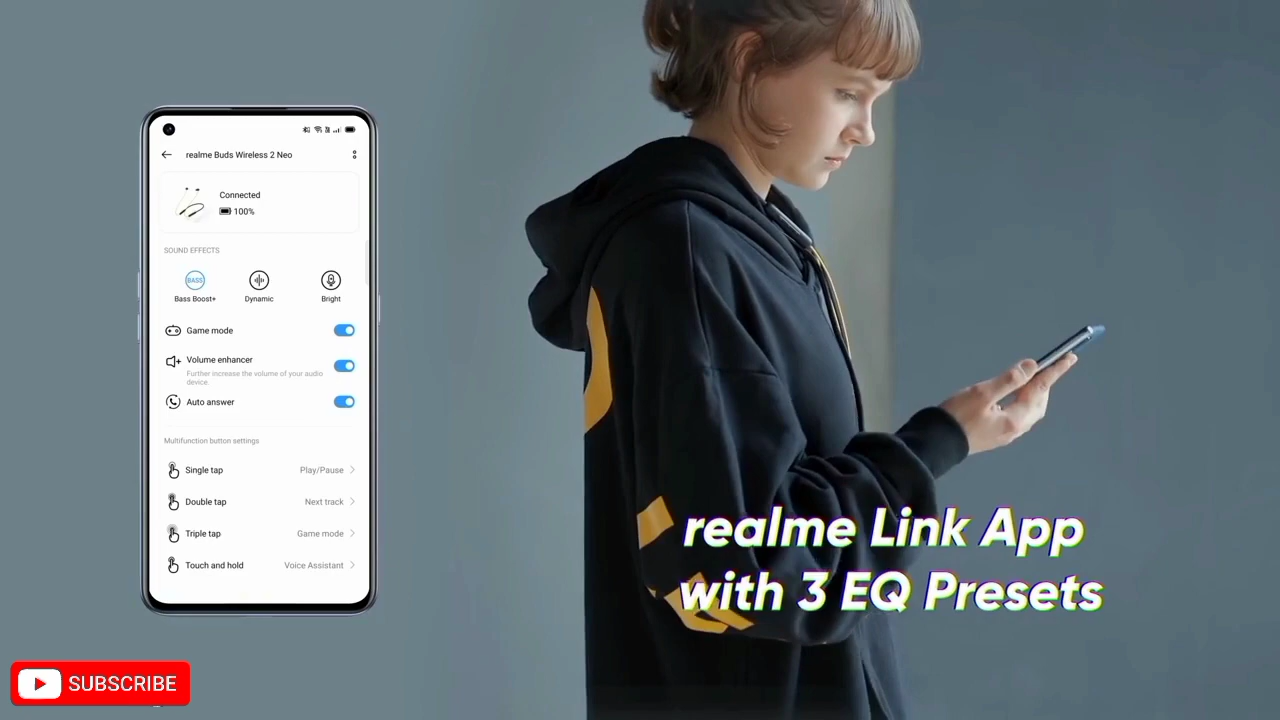 realme Buds Wireless 2 Neo
Connected
100%
SOUND EFFECTS
BASS
Bass Boost+
Dynamic
Bright
Game mode
Volume enhancer
Further increase the volume of your audio
device.
Auto answer
Multifunction button settings
Single tap
Play/Pause
Double tap
Next track
Triple tap
Game mode
Touch and hold
Voice Assistant
realme Link App
with 3 EQ Presets
SUBSCRIBE